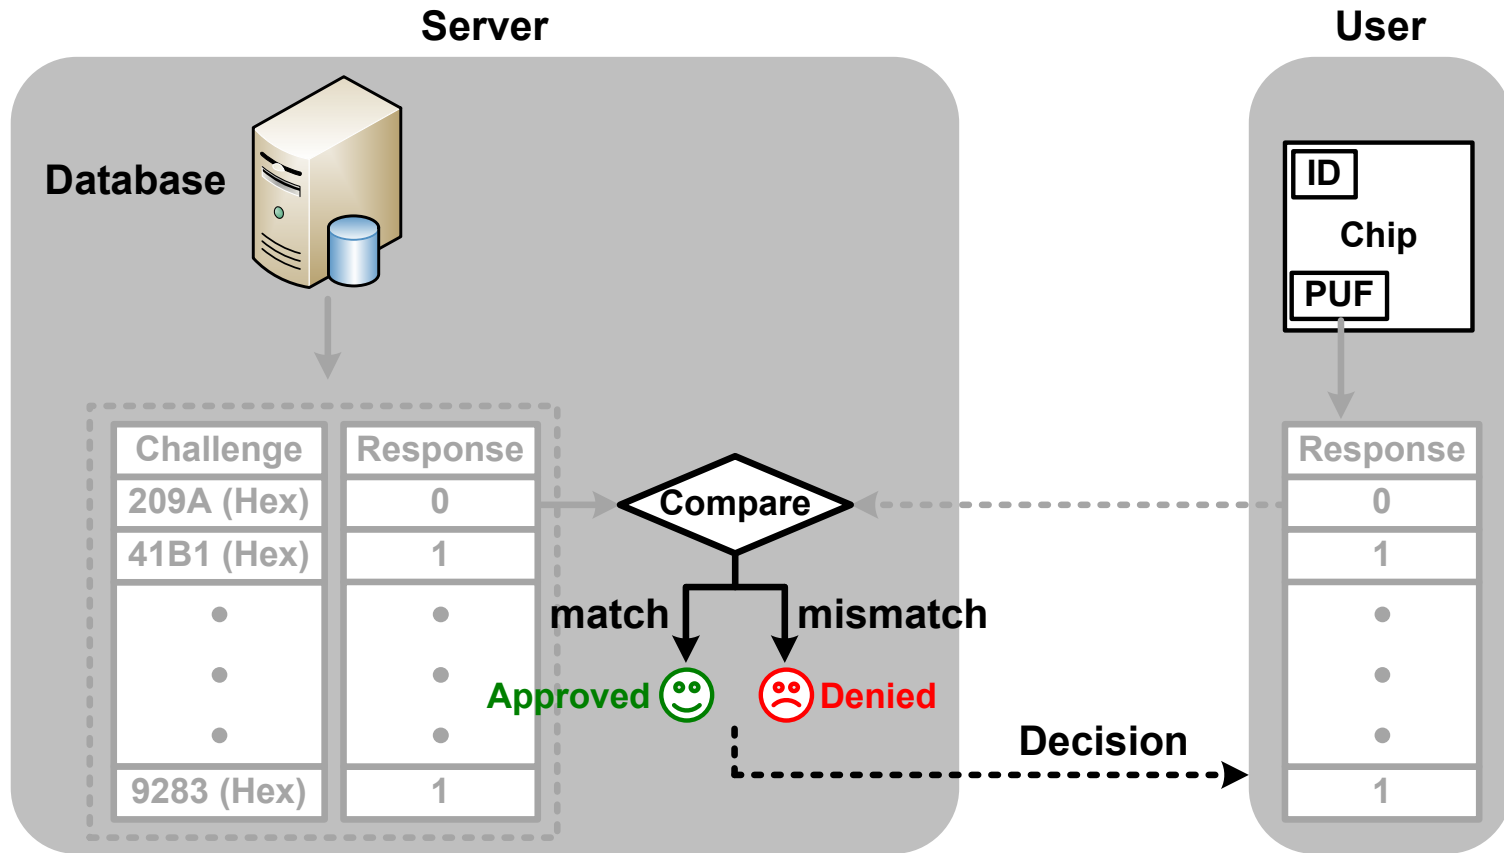 Server
User
Database
ID
Chip
PUF
Challenge
Response
209A (Hex)
0
41B1 (Hex)
1
9283 (Hex)
1
Compare
match
mismatch
Approved
Denied
Decision
Response
0
1
1